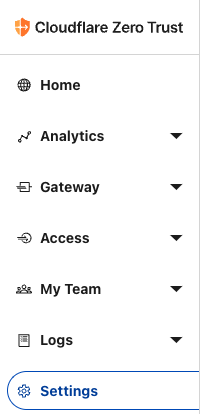 Cloudflare Zero Trust
Home
Analytics
Gateway
Access
My Team
Logs
Settings